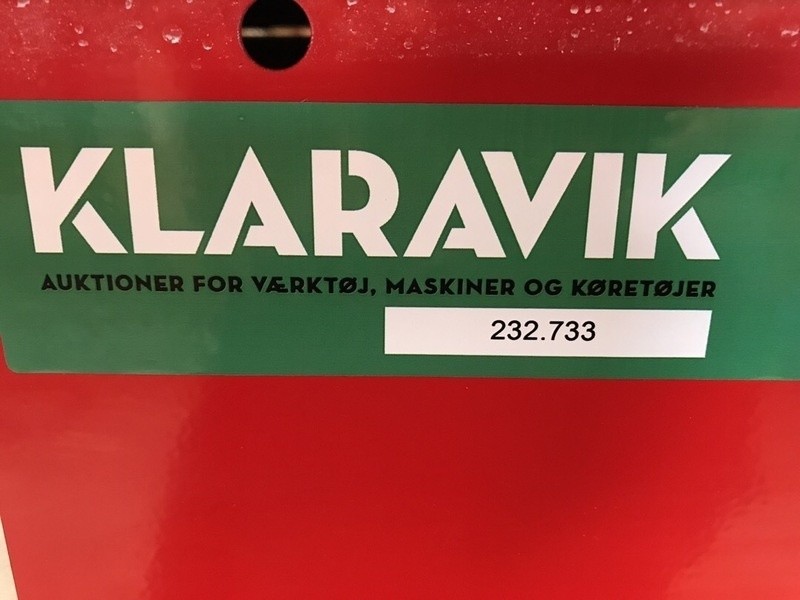 KLARAVIK
AUKTIONER FOR VÆRKTØJ, MASKINER OG KØRETØJER
232.733